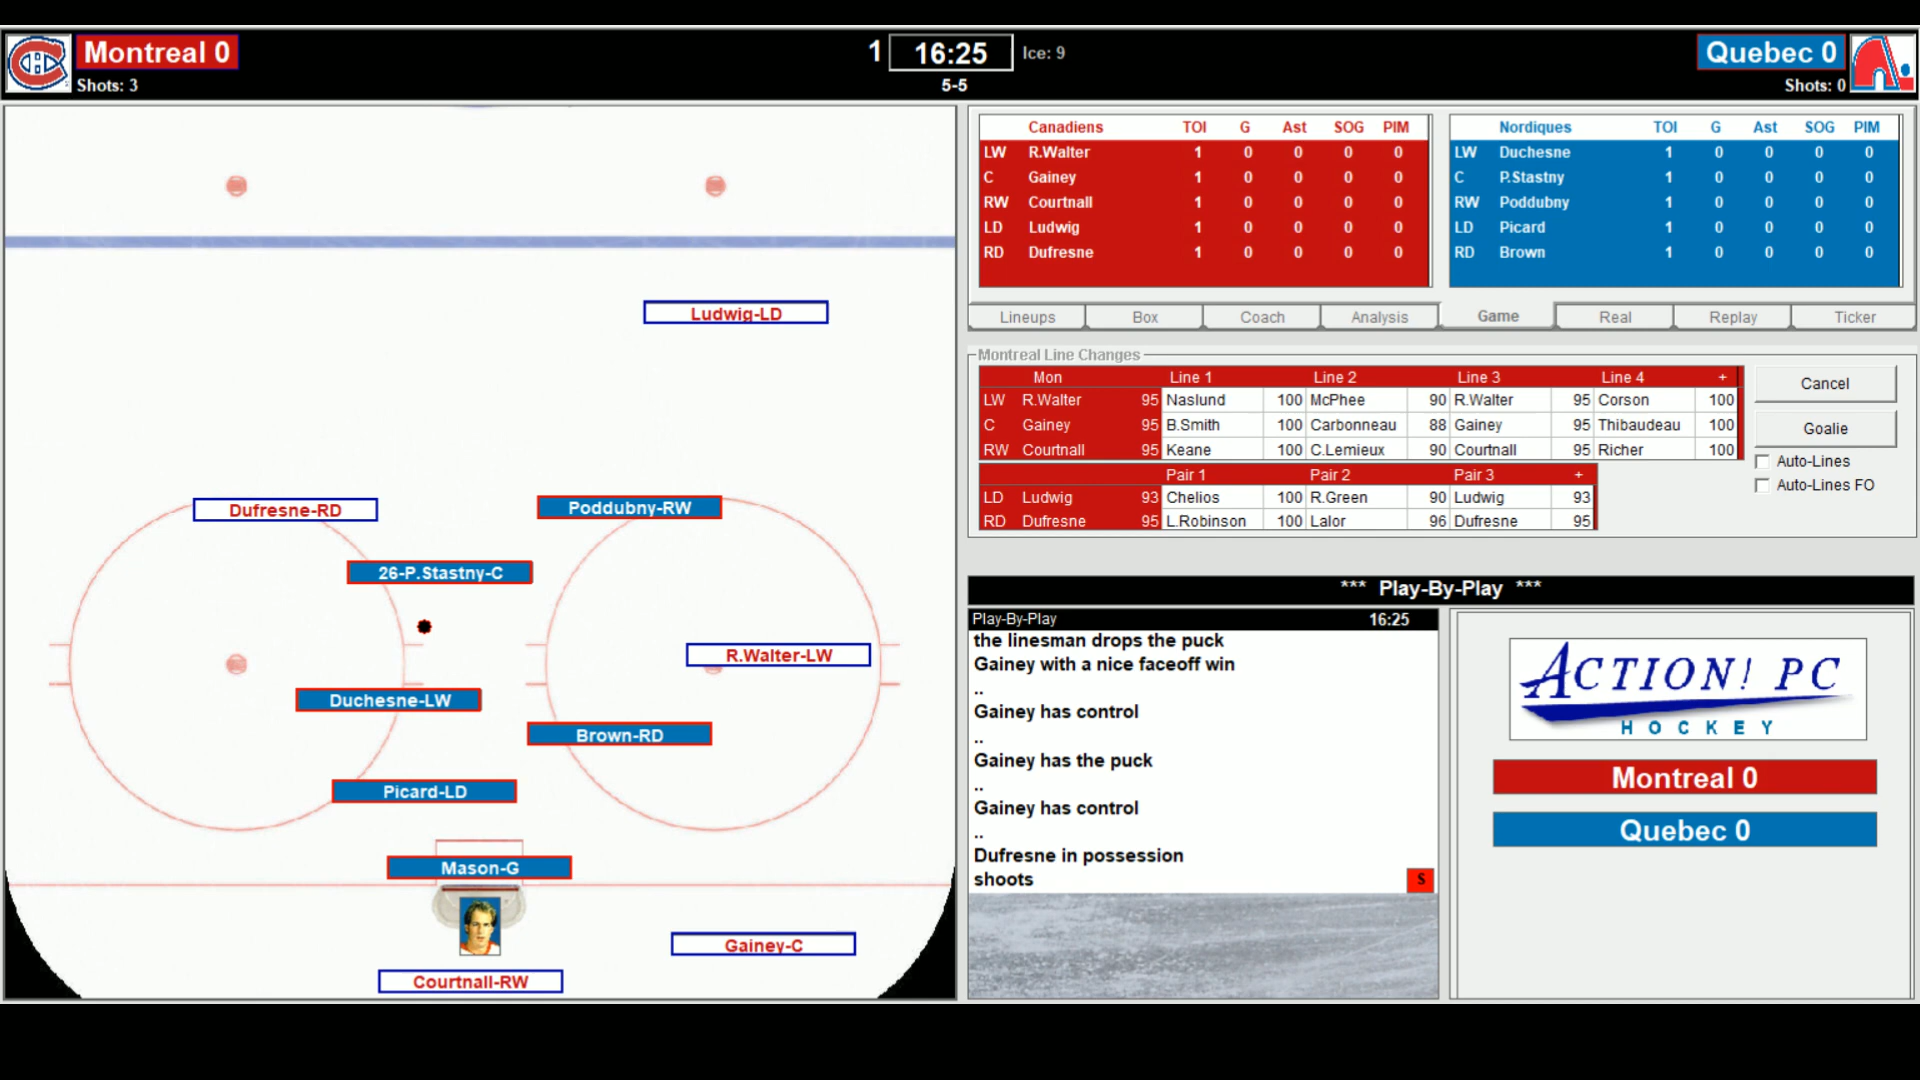 Montreal 0
Shots: 3
1 16:25 Ice: 9
5-5
Quebec 0
Shots: 0
Ludwig-LD
Dufresne-RD
Poddubny-RW
26-P.Stastny-C
R.Walter-LW
Duchesne-LW
Brown-RD
Picard-LD
Mason-G
Gainey-C
Courtnall-RW
Canadiens TOI G Ast SOG PIM
LW R.Walter 1 0 0 0 0
C Gainey 1 0 0 0 0
RW Courtnall 1 0 0 0 0
LD Ludwig 1 0 0 0 0
RD Dufresne 1 0 0 0 0
Nordiques TOI G Ast SOG PIM
LW Duchesne 1 0 0 0 0
C P.Stastny 1 0 0 0 0
RW Poddubny 1 0 0 0 0
LD Picard 1 0 0 0 0
RD Brown 1 0 0 0 0
Lineups Box Coach Analysis Game Real Replay Ticker
Montreal Line Changes
Mon Line 1 Line 2 Line 3 Line 4 +
LW R.Walter 95 Naslund 100 McPhee 90 R.Walter 95 Corson 100
C Gainey 95 B.Smith 100 Carbonneau 88 Gainey 95 Thibaudeau 100
RW Courtnall 95 Keane 100 C.Lemieux 90 Courtnall 95 Richer 100
Pair 1 Pair 2 Pair 3 +
LD Ludwig 93 Chelios 100 R.Green 90 Ludwig 93
RD Dufresne 95 L.Robinson 100 Lalor 96 Dufresne 95
Cancel
Goalie
Auto-Lines
Auto-Lines FO
*** Play-By-Play ***
Play-By-Play 16:25
the linesman drops the puck
Gainey with a nice faceoff win
..
Gainey has control
..
Gainey has the puck
..
Gainey has control
..
Dufresne in possession
shoots S
ACTION! PC
HOCKEY
Montreal 0
Quebec 0